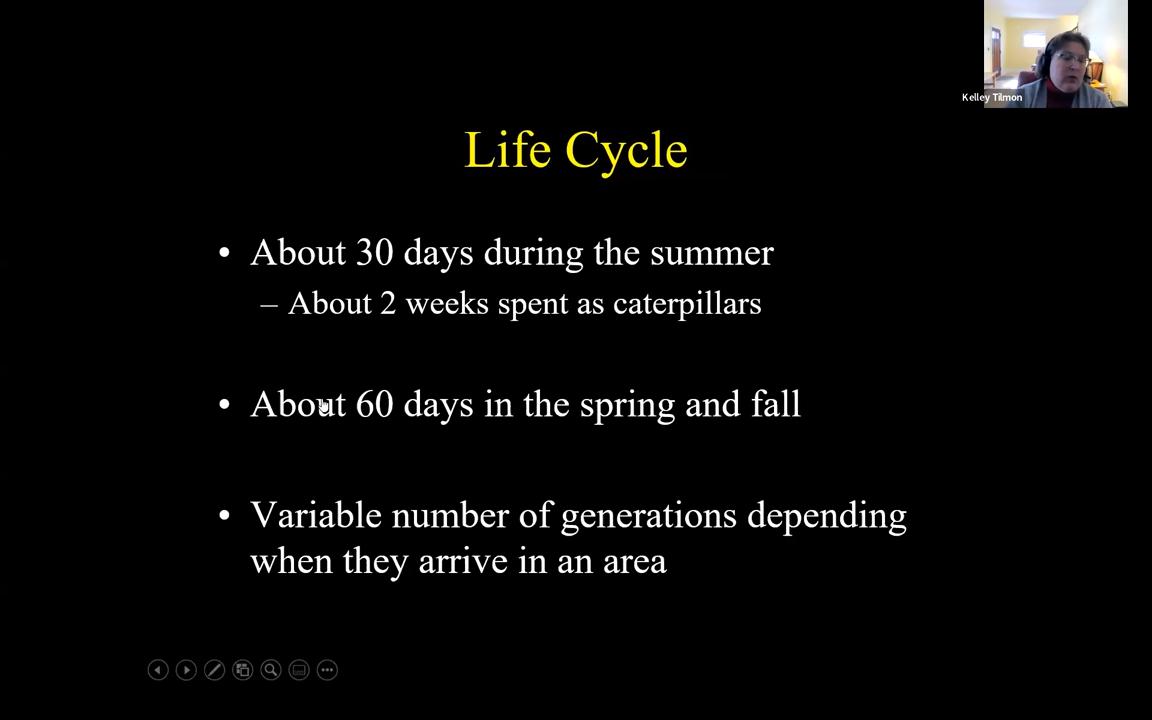 Kelley Tilmon
Life Cycle
• About 30 days during the summer
– About 2 weeks spent as caterpillars
• About 60 days in the spring and fall
• Variable number of generations depending
when they arrive in an area